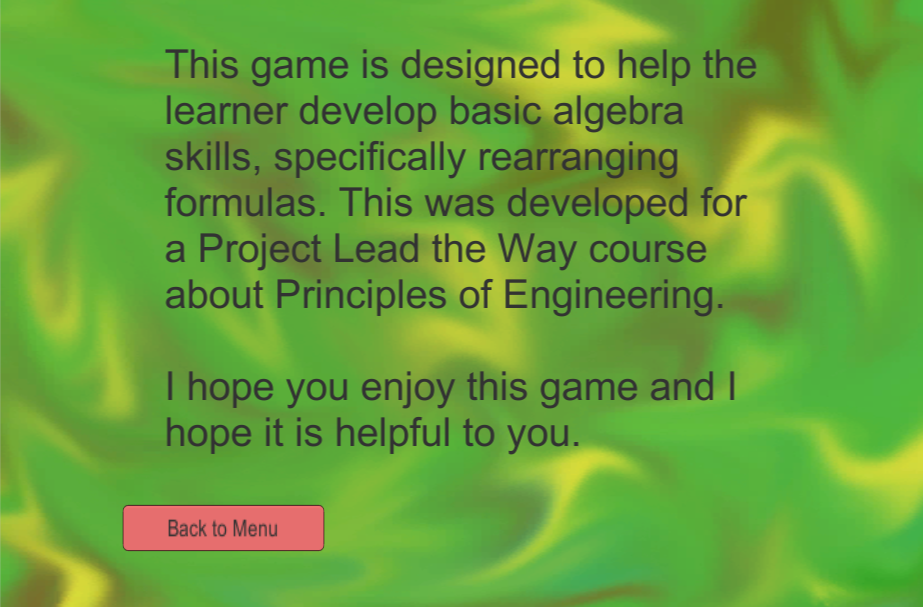 This game is designed to help the
learner develop basic algebra
skills, specifically rearranging
formulas. This was developed for
a Project Lead the Way course
about Principles of Engineering.
I hope you enjoy this game and I
hope it is helpful to you.
Back to Menu